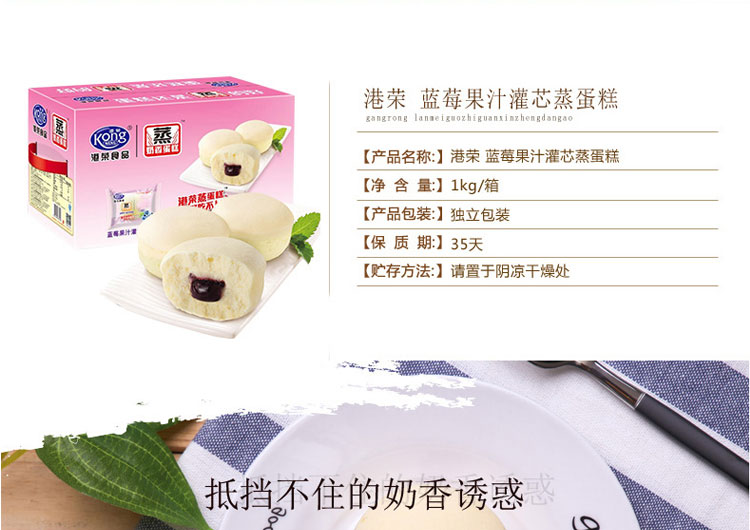 港荣 蓝莓果汁灌芯蒸蛋糕
gangrong lanmeiguozhiguanxinzhengdangao
【产品名称:】港荣 蓝莓果汁灌芯蒸蛋糕
【净 含 量:】1kg/箱
【产品包装:】独立包装
【保 质 期:】35天
【贮存方法:】请置于阴凉干燥处
Kong
WENG
港荣食品
蒸
奶香蛋糕
港荣蒸蛋糕
蓝莓果汁灌
抵挡不住的奶香诱惑